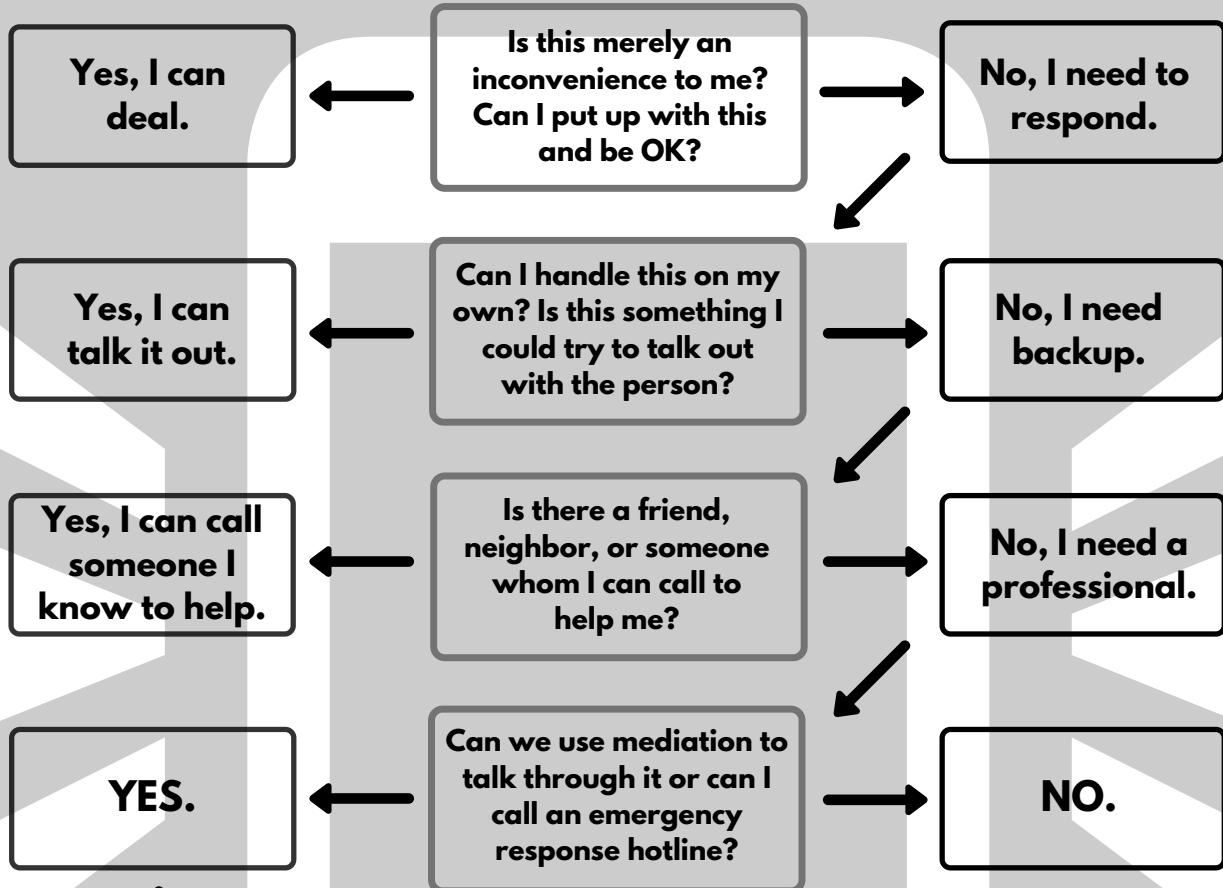 Yes, I can
deal.
Is this merely an
inconvenience to me?
Can I put up with this
and be OK?
No, I need to
respond.
Yes, I can
talk it out.
Can I handle this on my
own? Is this something I
could try to talk out
with the person?
No, I need
backup.
Yes, I can call
someone I
know to help.
Is there a friend,
neighbor, or someone
whom I can call to
help me?
No, I need a
professional.
YES.
Can we use mediation to
talk through it or can I
call an emergency
response hotline?
NO.